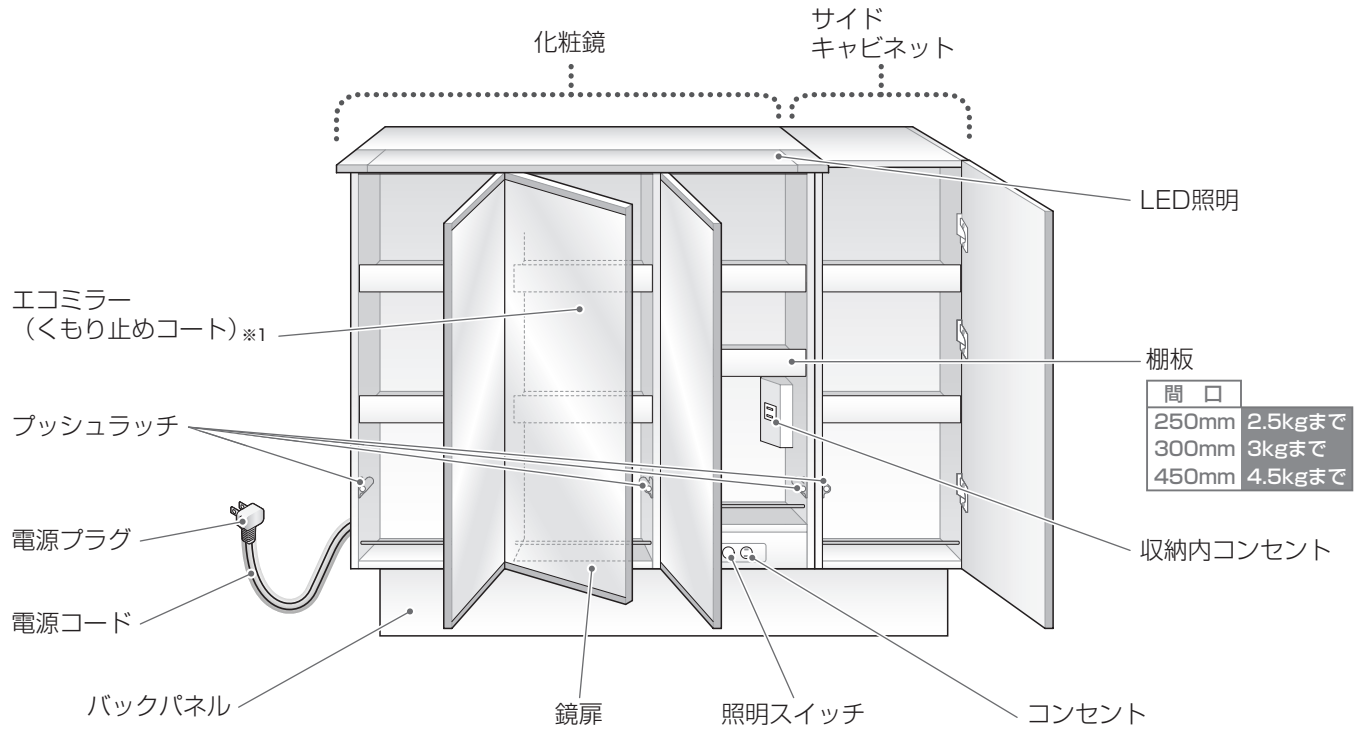 サイド
キャビネット
化粧鏡
LED照明
エコミラー
（くもり止めコート）※1
棚板
間 口
250mm 2.5kgまで
300mm 3kgまで
450mm 4.5kgまで
プッシュラッチ
電源プラグ
収納内コンセント
電源コード
バックパネル
鏡扉
照明スイッチ
コンセント